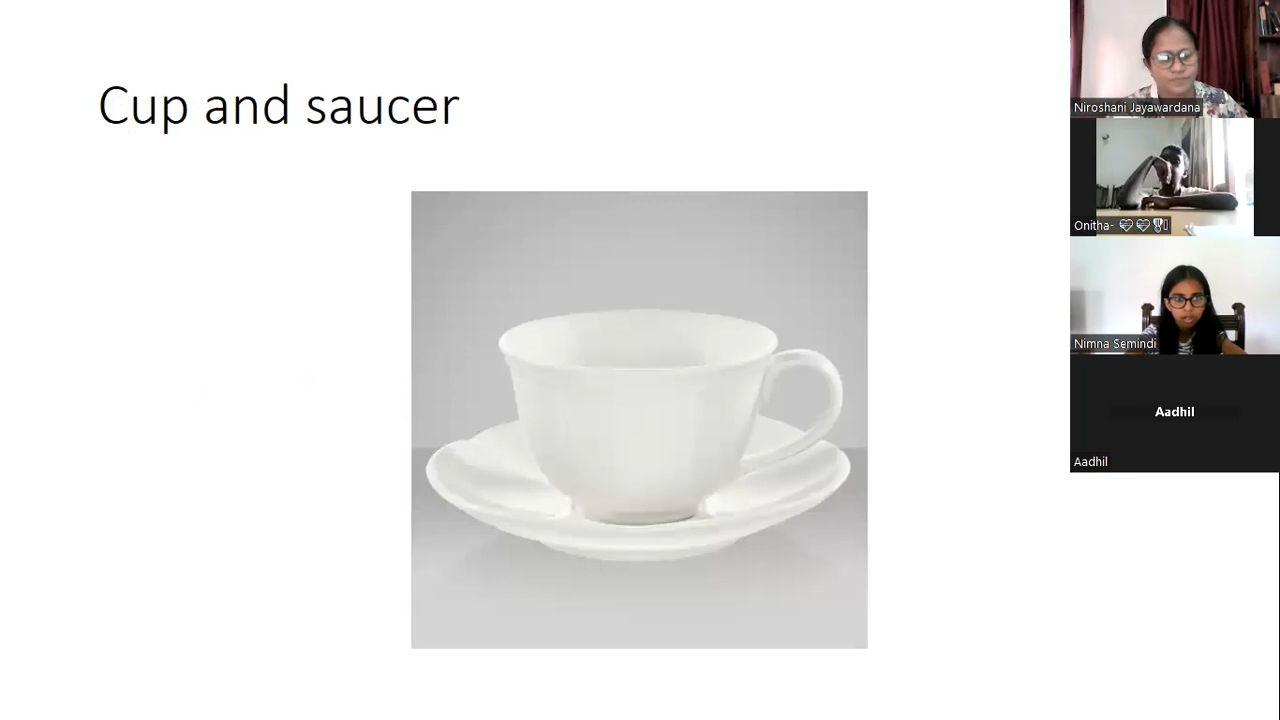 Cup and saucer
Niroshani Jayawardana
Onitha-
Nimna Semindi
Aadhil
Aadhil